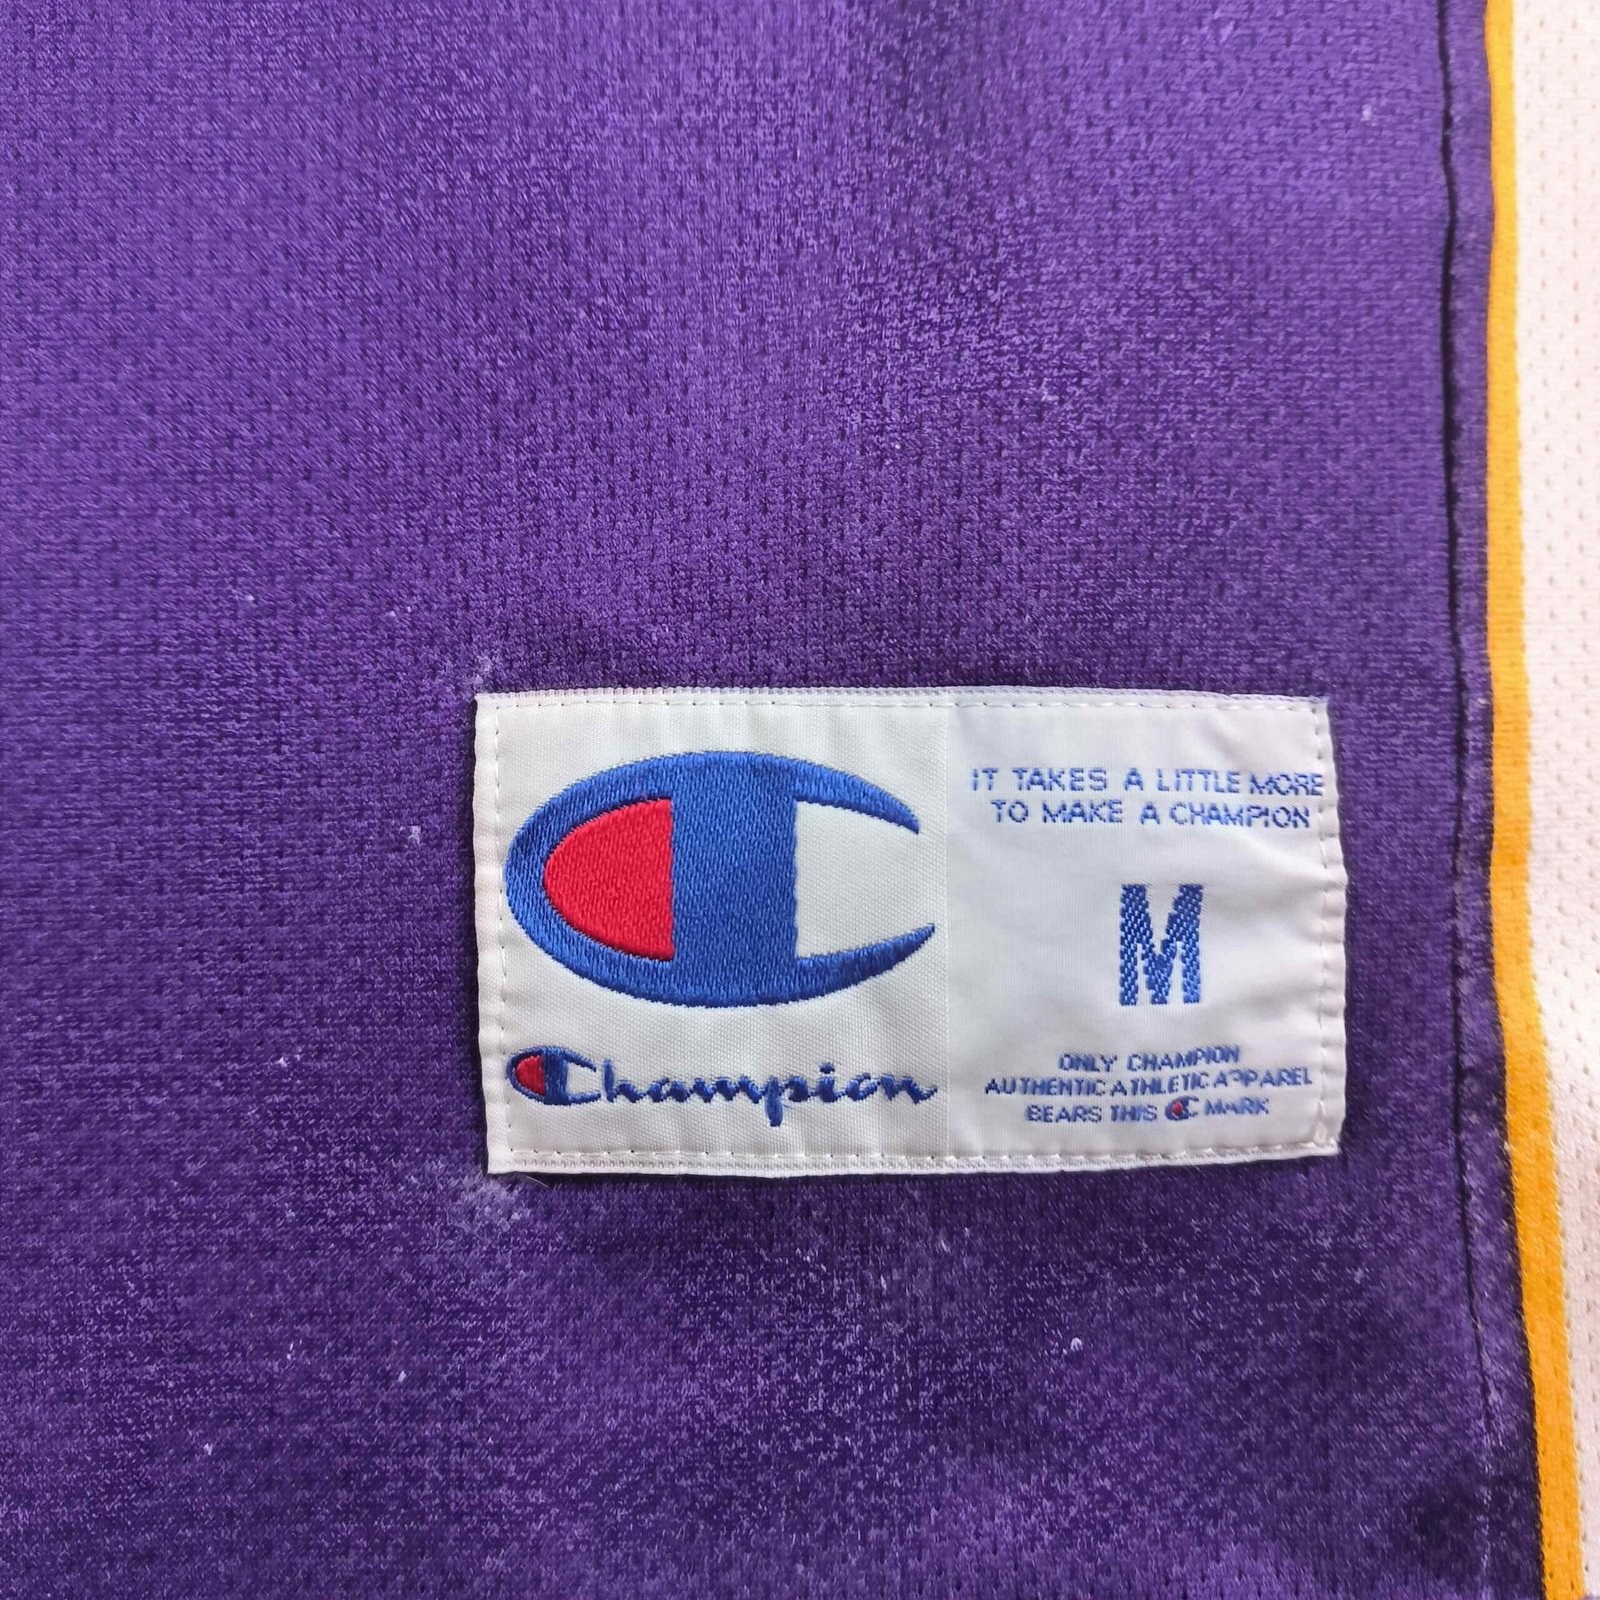 Champion
IT TAKES A LITTLE MORE
TO MAKE A CHAMPION
M
ONLY CHAMPION
AUTHENTIC ATHLETIC APPAREL
BEARS THIS C MARK